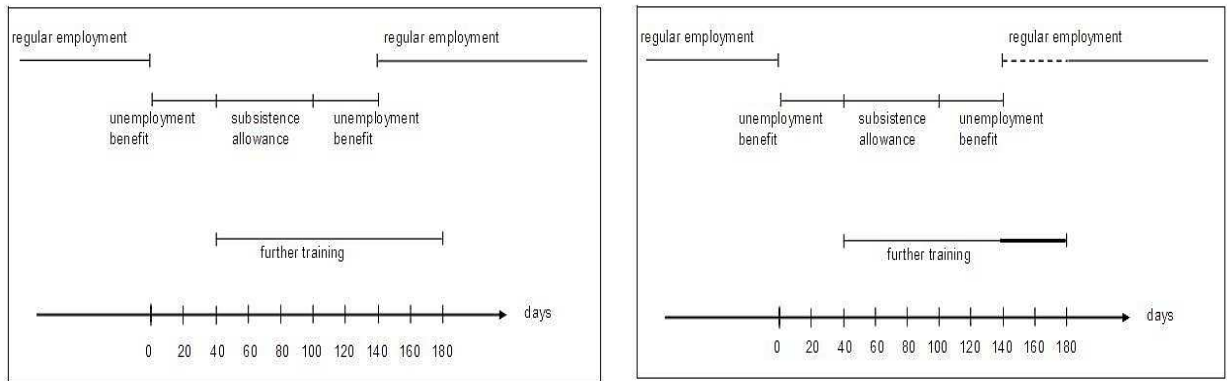 regular employment
regular employment
unemployment
benefit
subsistence
allowance
unemployment
benefit
further training
days
0 20 40 60 80 100 120 140 160 180
regular employment
regular employment
unemployment
benefit
subsistence
allowance
unemployment
benefit
further training
days
0 20 40 60 80 100 120 140 160 180